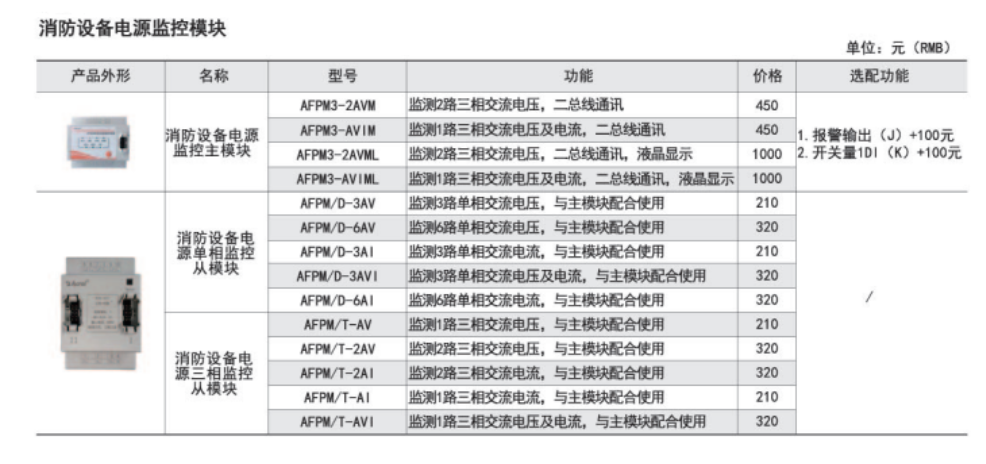 消防设备电源监控模块
单位：元（RMB）
产品外形 名称 型号 功能 价格 选配功能
消防设备电源
监控主模块
AFPM3-2AVM 监测2路三相交流电压，二总线通讯 450
AFPM3-AVIM 监测1路三相交流电压及电流，二总线通讯 450
AFPM3-2AVML 监测2路三相交流电压，二总线通讯，液晶显示 1000
AFPM3-AVIML 监测1路三相交流电压及电流，二总线通讯，液晶显示 1000
1. 报警输出（J）+100元
2. 开关量1DI（K）+100元
消防设备电
源单相监控
从模块
AFPM/D-3AV 监测3路单相交流电压，与主模块配合使用 210
AFPM/D-6AV 监测6路单相交流电压，与主模块配合使用 320
AFPM/D-3AI 监测3路单相交流电流，与主模块配合使用 210
AFPM/D-3AVI 监测3路单相交流电压及电流，与主模块配合使用 320
AFPM/D-6AI 监测6路单相交流电流，与主模块配合使用 320
/
消防设备电
源三相监控
从模块
AFPM/T-AV 监测1路三相交流电压，与主模块配合使用 210
AFPM/T-2AV 监测2路三相交流电压，与主模块配合使用 320
AFPM/T-2AI 监测2路三相交流电流，与主模块配合使用 320
AFPM/T-AI 监测1路三相交流电流，与主模块配合使用 210
AFPM/T-AVI 监测1路三相交流电压及电流，与主模块配合使用 320